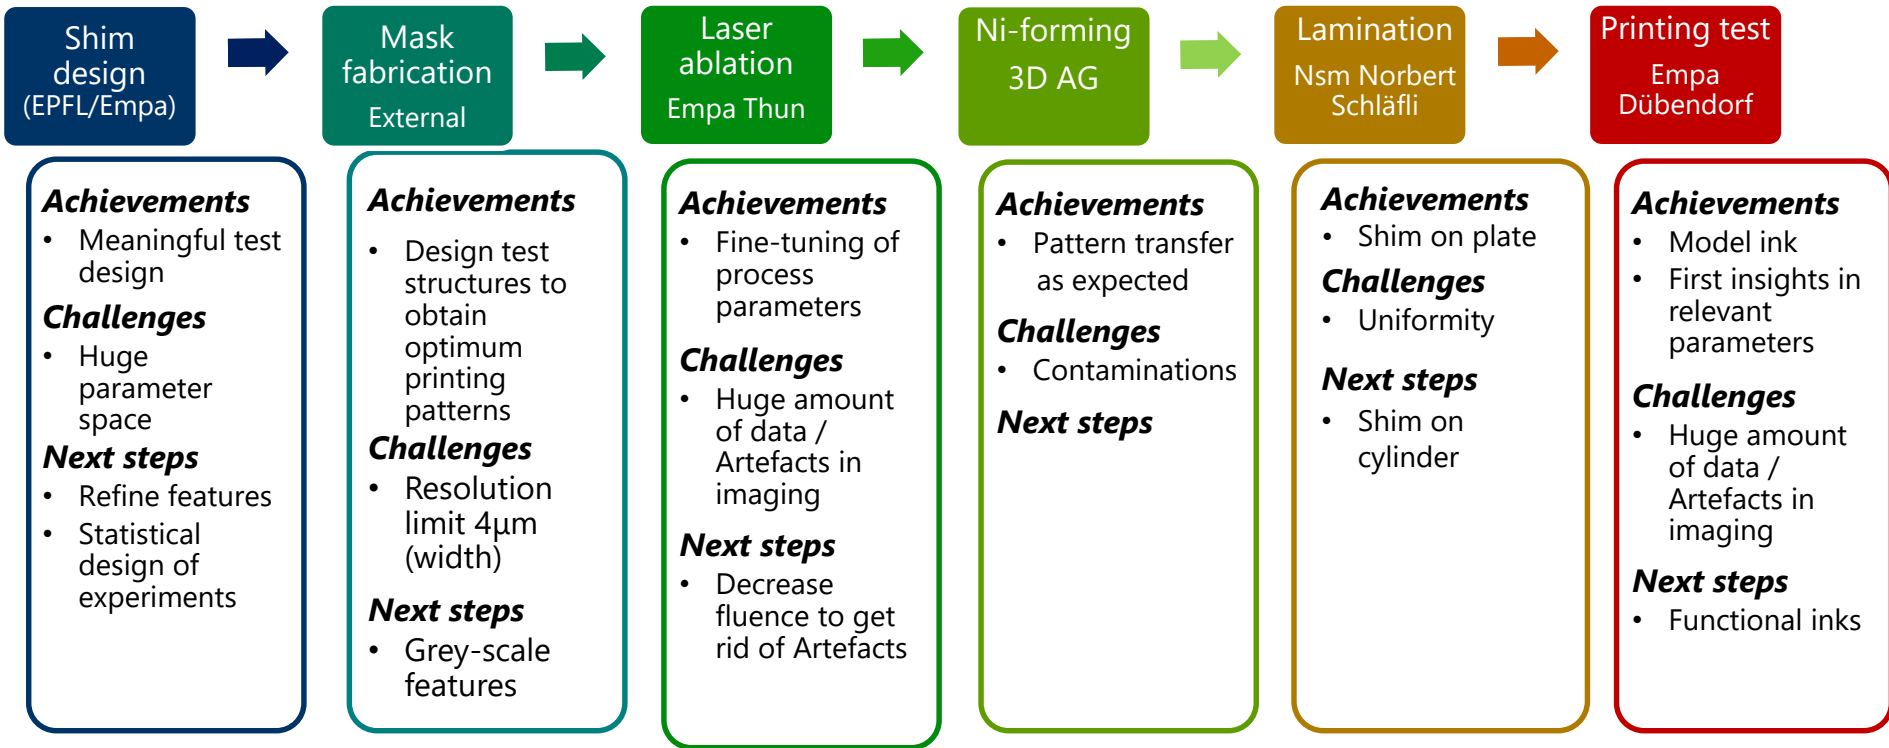 Shim
design
(EPFL/Empa)
Mask
fabrication
External
Laser
ablation
Empa Thun
Ni-forming
3D AG
Lamination
Nsm Norbert
Schläfli
Printing test
Empa
Dübendorf
Achievements
• Meaningful test
design
Challenges
• Huge
parameter
space
Next steps
• Refine features
• Statistical
design of
experiments
Achievements
• Design test
structures to
obtain
optimum
printing
patterns
Challenges
• Resolution
limit 4µm
(width)
Next steps
• Grey-scale
features
Achievements
• Fine-tuning of
process
parameters
Challenges
• Huge amount
of data /
Artefacts in
imaging
Next steps
• Decrease
fluence to get
rid of Artefacts
Achievements
• Pattern transfer
as expected
Challenges
• Contaminations
Next steps
Achievements
• Shim on plate
Challenges
• Uniformity
Next steps
• Shim on
cylinder
Achievements
• Model ink
• First insights in
relevant
parameters
Challenges
• Huge amount
of data /
Artefacts in
imaging
Next steps
• Functional inks